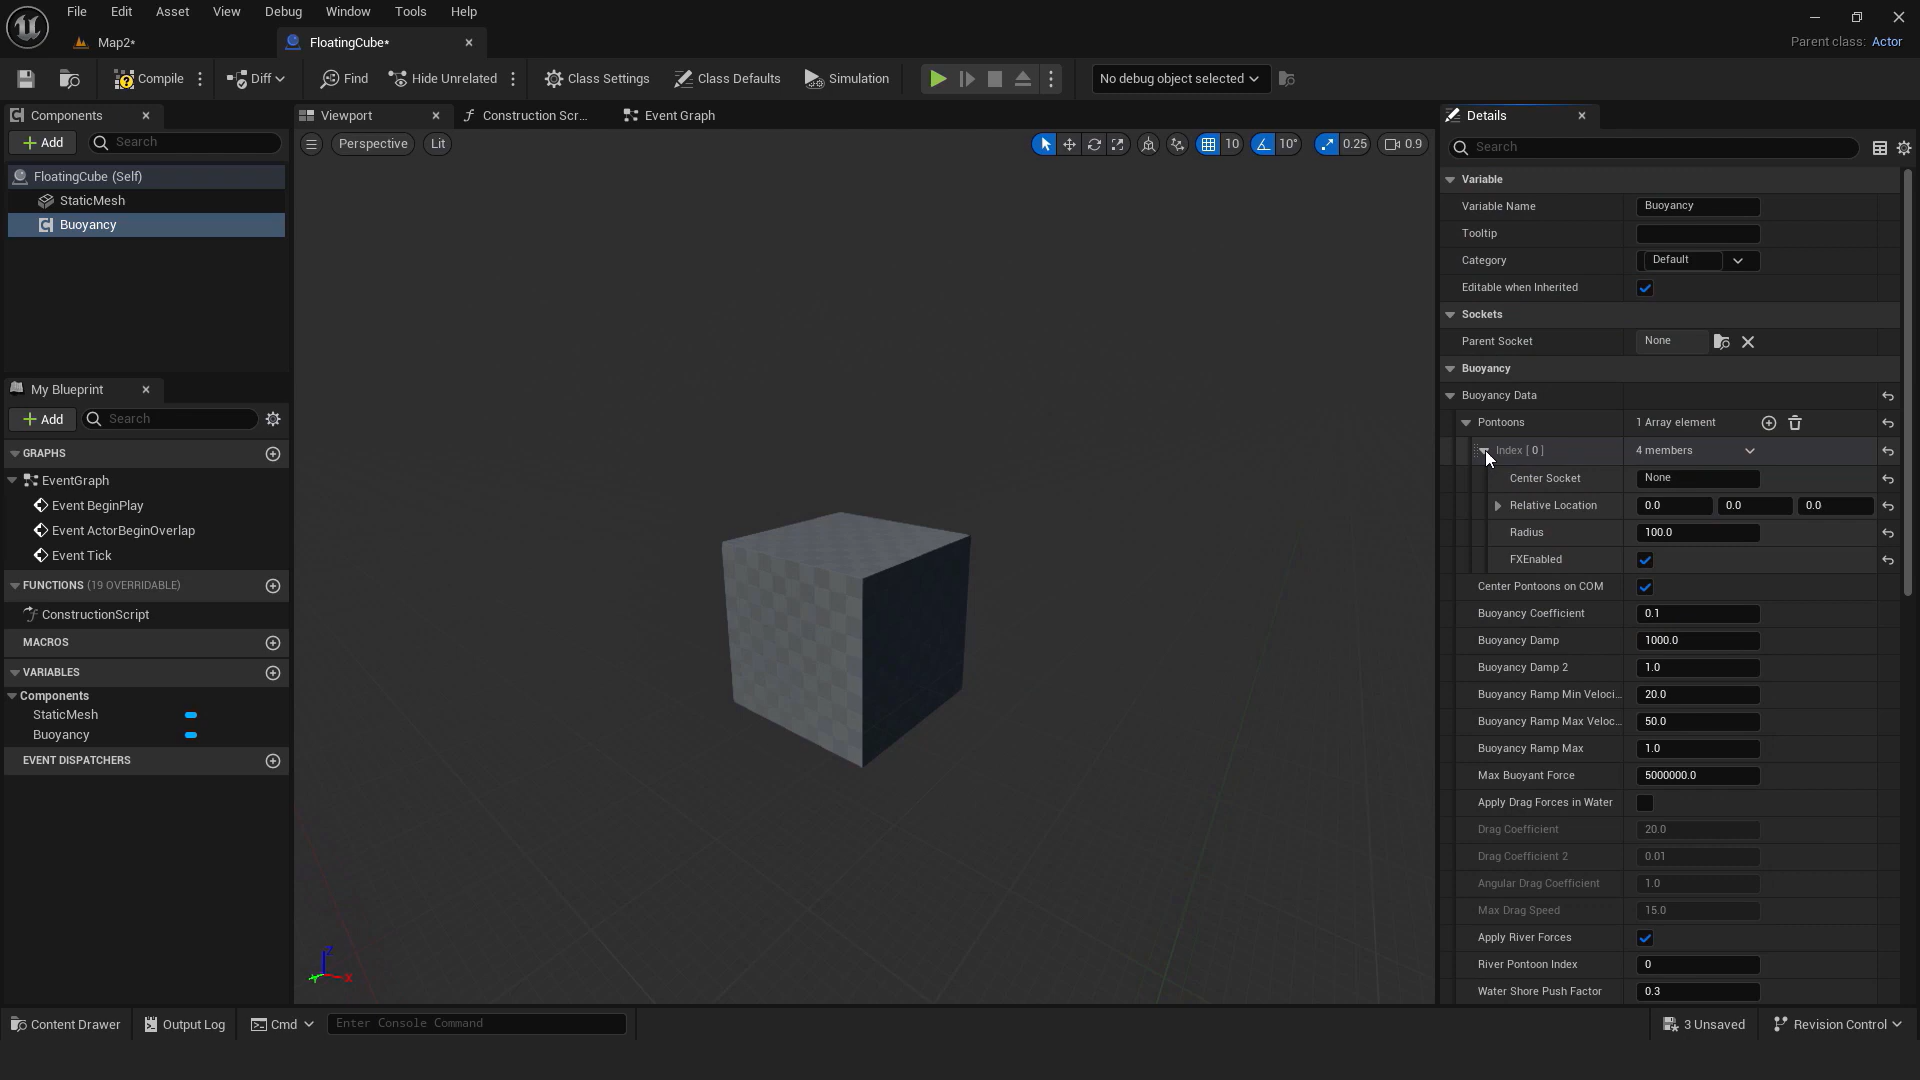 File Edit Asset View Debug Window Tools Help
Map2*
FloatingCube*
Parent class: Actor
Compile
Diff
Find
Hide Unrelated
Class Settings
Class Defaults
Simulation
No debug object selected
Components
Add
Search
FloatingCube (Self)
StaticMesh
Buoyancy
My Blueprint
Add
Search
GRAPHS
EventGraph
Event BeginPlay
Event ActorBeginOverlap
Event Tick
FUNCTIONS (19 OVERRIDABLE)
ConstructionScript
MACROS
VARIABLES
Components
StaticMesh
Buoyancy
EVENT DISPATCHERS
Viewport
Construction Scr...
Event Graph
Perspective
Lit
10
10°
0.25
0.9
Z
X
Details
Search
Variable
Variable Name Buoyancy
Tooltip
Category Default
Editable when Inherited
Sockets
Parent Socket None
Buoyancy
Buoyancy Data
Pontoons 1 Array element
Index [ 0 ] 4 members
Center Socket None
Relative Location 0.0 0.0 0.0
Radius 100.0
FXEnabled
Center Pontoons on COM
Buoyancy Coefficient 0.1
Buoyancy Damp 1000.0
Buoyancy Damp 2 1.0
Buoyancy Ramp Min Veloci... 20.0
Buoyancy Ramp Max Veloc... 50.0
Buoyancy Ramp Max 1.0
Max Buoyant Force 5000000.0
Apply Drag Forces in Water
Drag Coefficient 20.0
Drag Coefficient 2 0.01
Angular Drag Coefficient 1.0
Max Drag Speed 15.0
Apply River Forces
River Pontoon Index 0
Water Shore Push Factor 0.3
Content Drawer
Output Log
Cmd
Enter Console Command
3 Unsaved
Revision Control